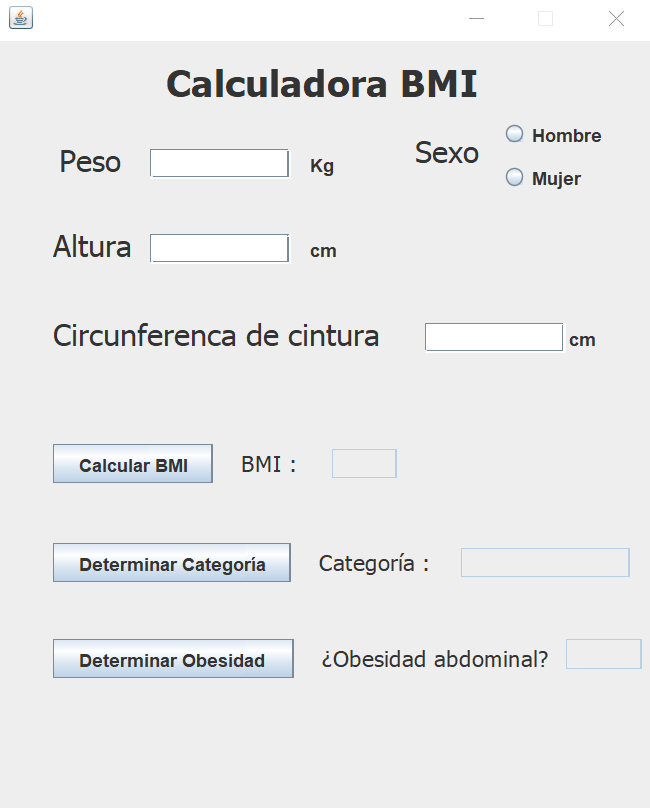 Calculadora BMI
Peso Kg
Sexo
Hombre
Mujer
Altura cm
Circunferenca de cintura cm
Calcular BMI BMI :
Determinar Categoría Categoría :
Determinar Obesidad ¿Obesidad abdominal?